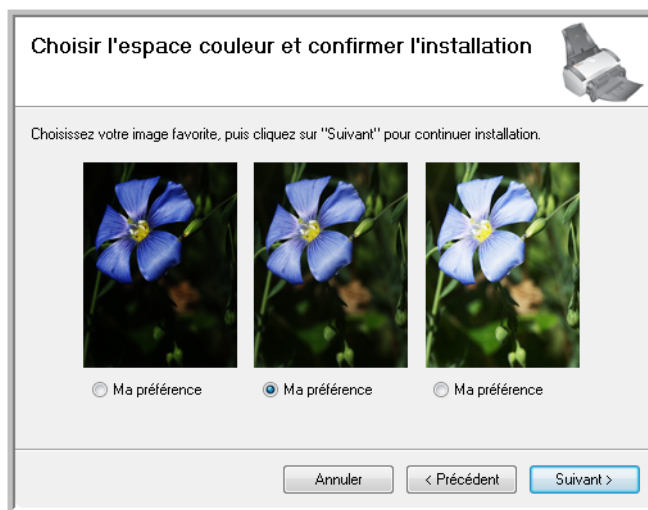 Choisir l'espace couleur et confirmer l'installation
Choisissez votre image favorite, puis cliquez sur "Suivant" pour continuer installation.
Ma préférence Ma préférence Ma préférence
Annuler < Précédent Suivant >